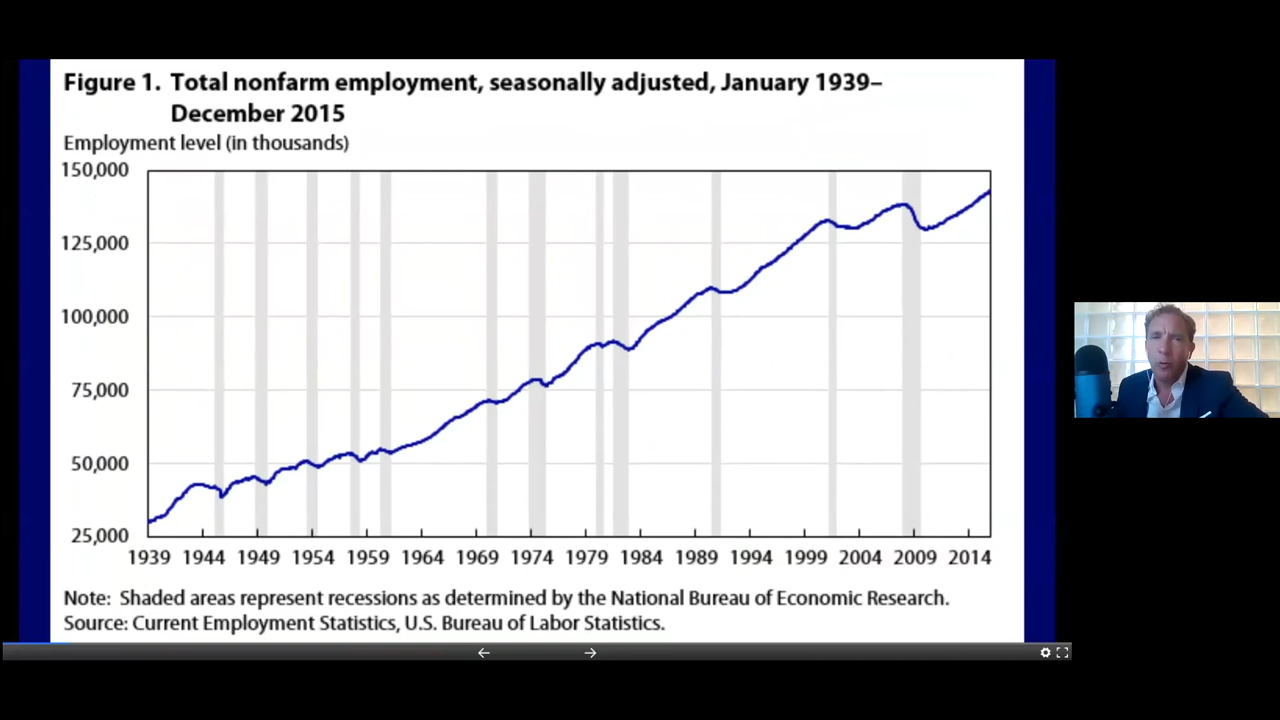 Figure 1. Total nonfarm employment, seasonally adjusted, January 1939–
December 2015
Employment level (in thousands)
150,000
125,000
100,000
75,000
50,000
25,000
1939 1944 1949 1954 1959 1964 1969 1974 1979 1984 1989 1994 1999 2004 2009 2014
Note: Shaded areas represent recessions as determined by the National Bureau of Economic Research.
Source: Current Employment Statistics, U.S. Bureau of Labor Statistics.